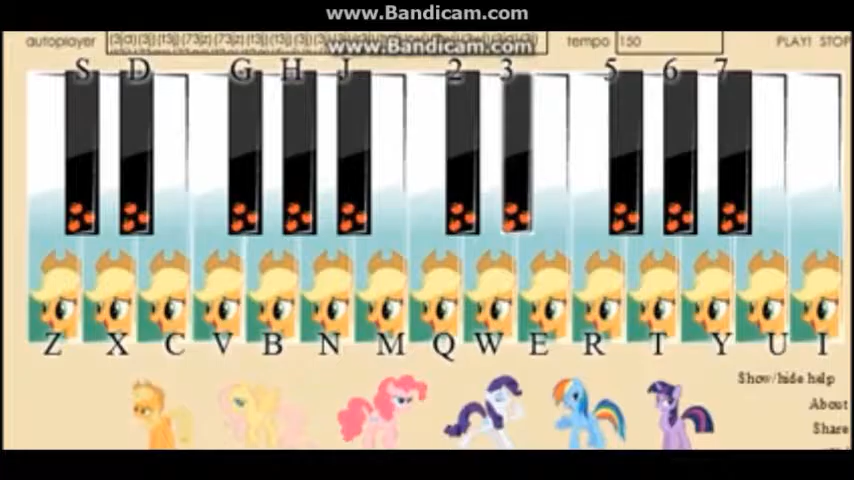 www.Bandicam.com
autoplayer
www.Bandicam.com
tempo 150 PLAY! STOP
S D G H J 2 3 5 6 7
Z X C V B N M Q W E R T Y U I
Show/hide help
About
Share